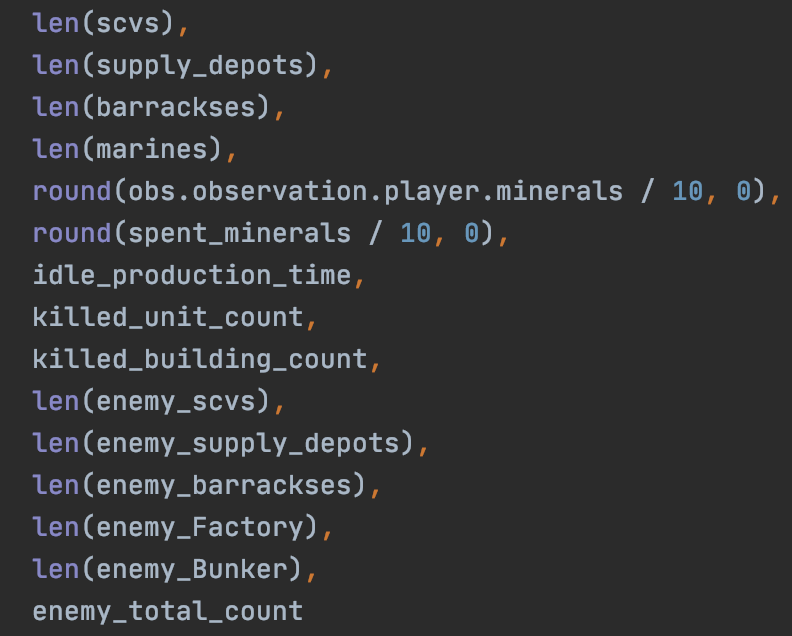 len(scvs),
len(supply_depots),
len(barrackses),
len(marines),
round(obs.observation.player.minerals / 10, 0),
round(spent_minerals / 10, 0),
idle_production_time,
killed_unit_count,
killed_building_count,
len(enemy_scvs),
len(enemy_supply_depots),
len(enemy_barrackses),
len(enemy_Factory),
len(enemy_Bunker),
enemy_total_count